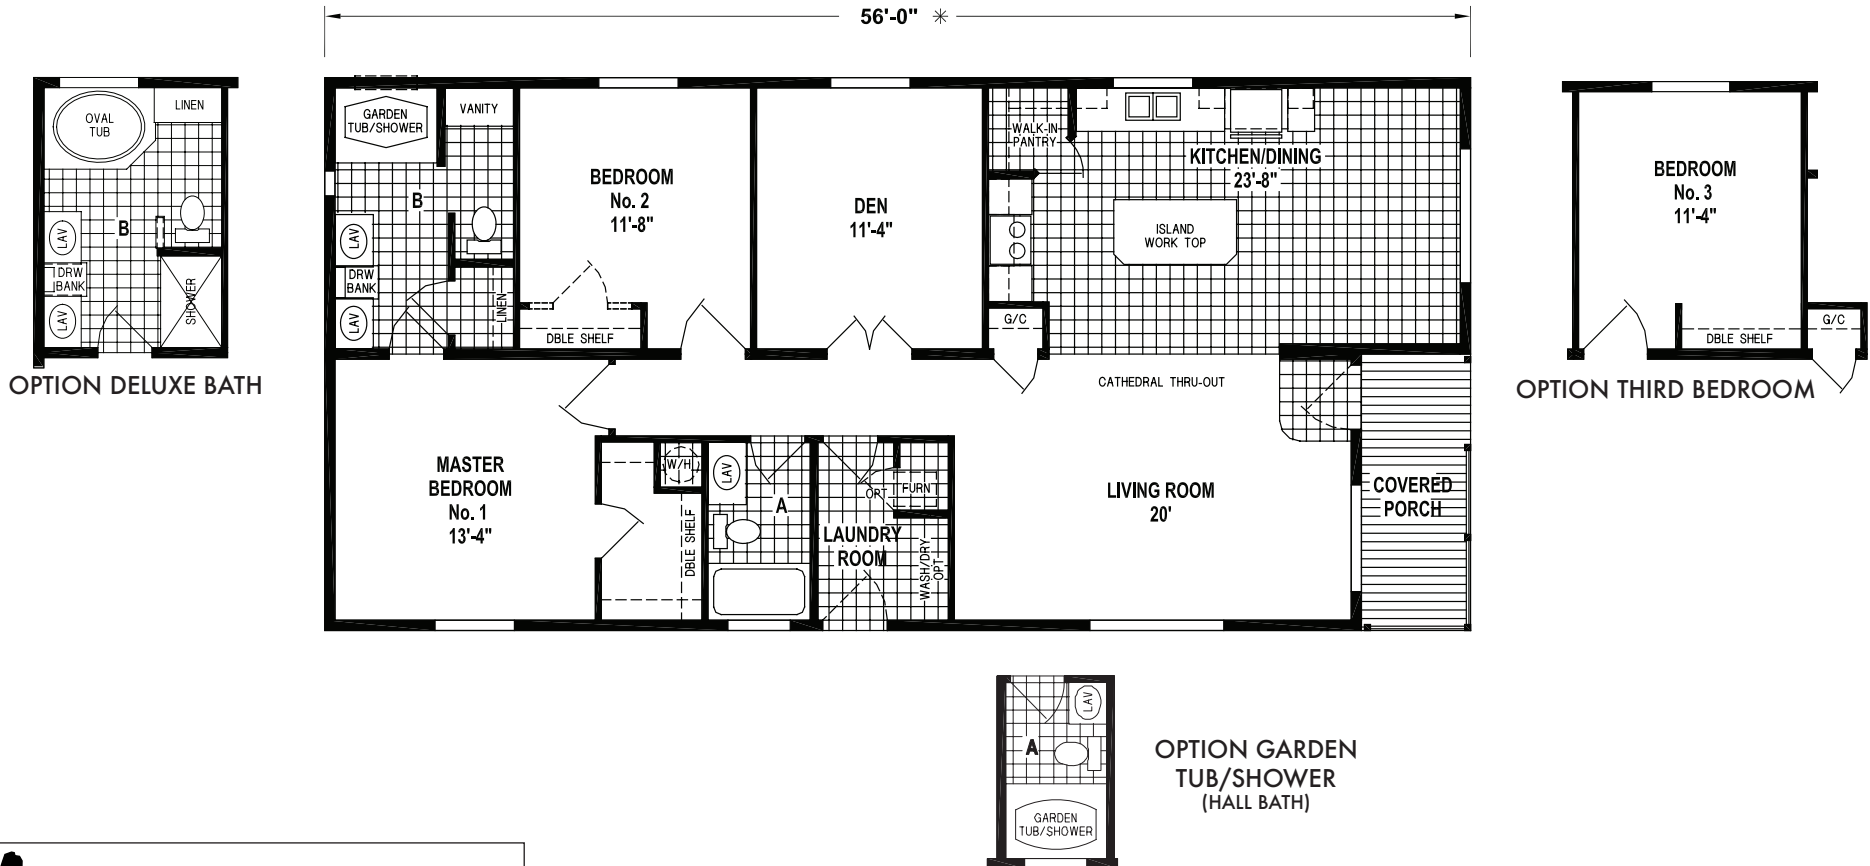 56'-0" ✳
OVAL
TUB
LINEN
B
LAV
DRW
BANK
LAV
SHOWER
OPTION DELUXE BATH
GARDEN
TUB/SHOWER
VANITY
B
LAV
DRW
BANK
LAV
LINEN
BEDROOM
No. 2
11'-8"
DBLE SHELF
DEN
11'-4"
WALK-IN
PANTRY
KITCHEN/DINING
23'-8"
ISLAND
WORK TOP
G/C
BEDROOM
No. 3
11'-4"
DBLE SHELF
G/C
OPTION THIRD BEDROOM
CATHEDRAL THRU-OUT
MASTER
BEDROOM
No. 1
13'-4"
W/H
DBLE SHELF
LAV
A
OPT
FURN
LAUNDRY
ROOM
WASH/DRY
OPT
LIVING ROOM
20'
COVERED
PORCH
LAV
A
GARDEN
TUB/SHOWER
OPTION GARDEN
TUB/SHOWER
(HALL BATH)